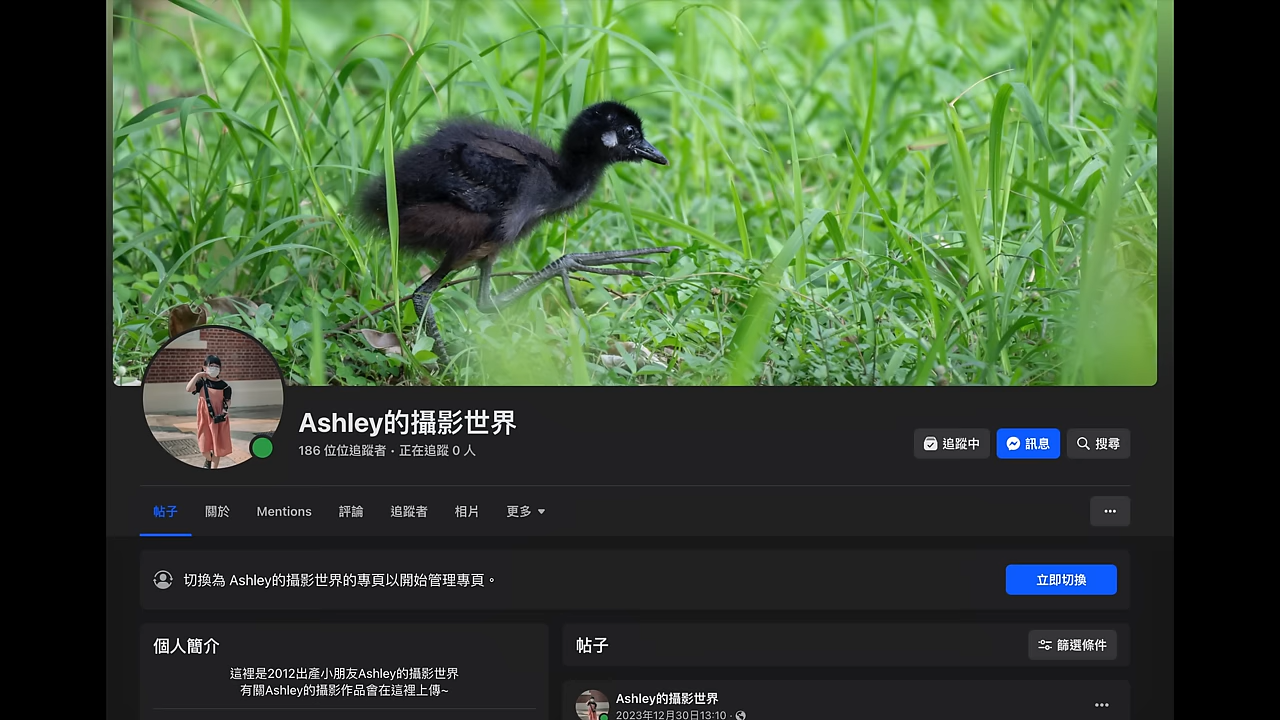 Ashley的攝影世界
186 位位追蹤者 • 正在追蹤 0 人
追蹤中
訊息
搜尋
帖子
關於
Mentions
評論
追蹤者
相片
更多
切換為 Ashley的攝影世界的專頁以開始管理專頁。
立即切換
個人簡介
這裡是2012出產小朋友Ashley的攝影世界
有關Ashley的攝影作品會在這裡上傳~
帖子
篩選條件
Ashley的攝影世界
2023年12月30日13:10 ·